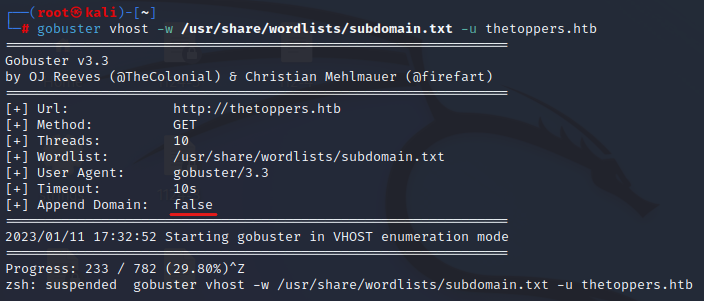 ┌──(root㉿kali)-[~]
└─# gobuster vhost -w /usr/share/wordlists/subdomain.txt -u thetoppers.htb
===============================================================
Gobuster v3.3
by OJ Reeves (@TheColonial) & Christian Mehlmauer (@firefart)
===============================================================
[+] Url:             http://thetoppers.htb
[+] Method:          GET
[+] Threads:         10
[+] Wordlist:        /usr/share/wordlists/subdomain.txt
[+] User Agent:      gobuster/3.3
[+] Timeout:         10s
[+] Append Domain:   false
===============================================================
2023/01/11 17:32:52 Starting gobuster in VHOST enumeration mode
===============================================================
Progress: 233 / 782 (29.80%)^Z
zsh: suspended  gobuster vhost -w /usr/share/wordlists/subdomain.txt -u thetoppers.htb